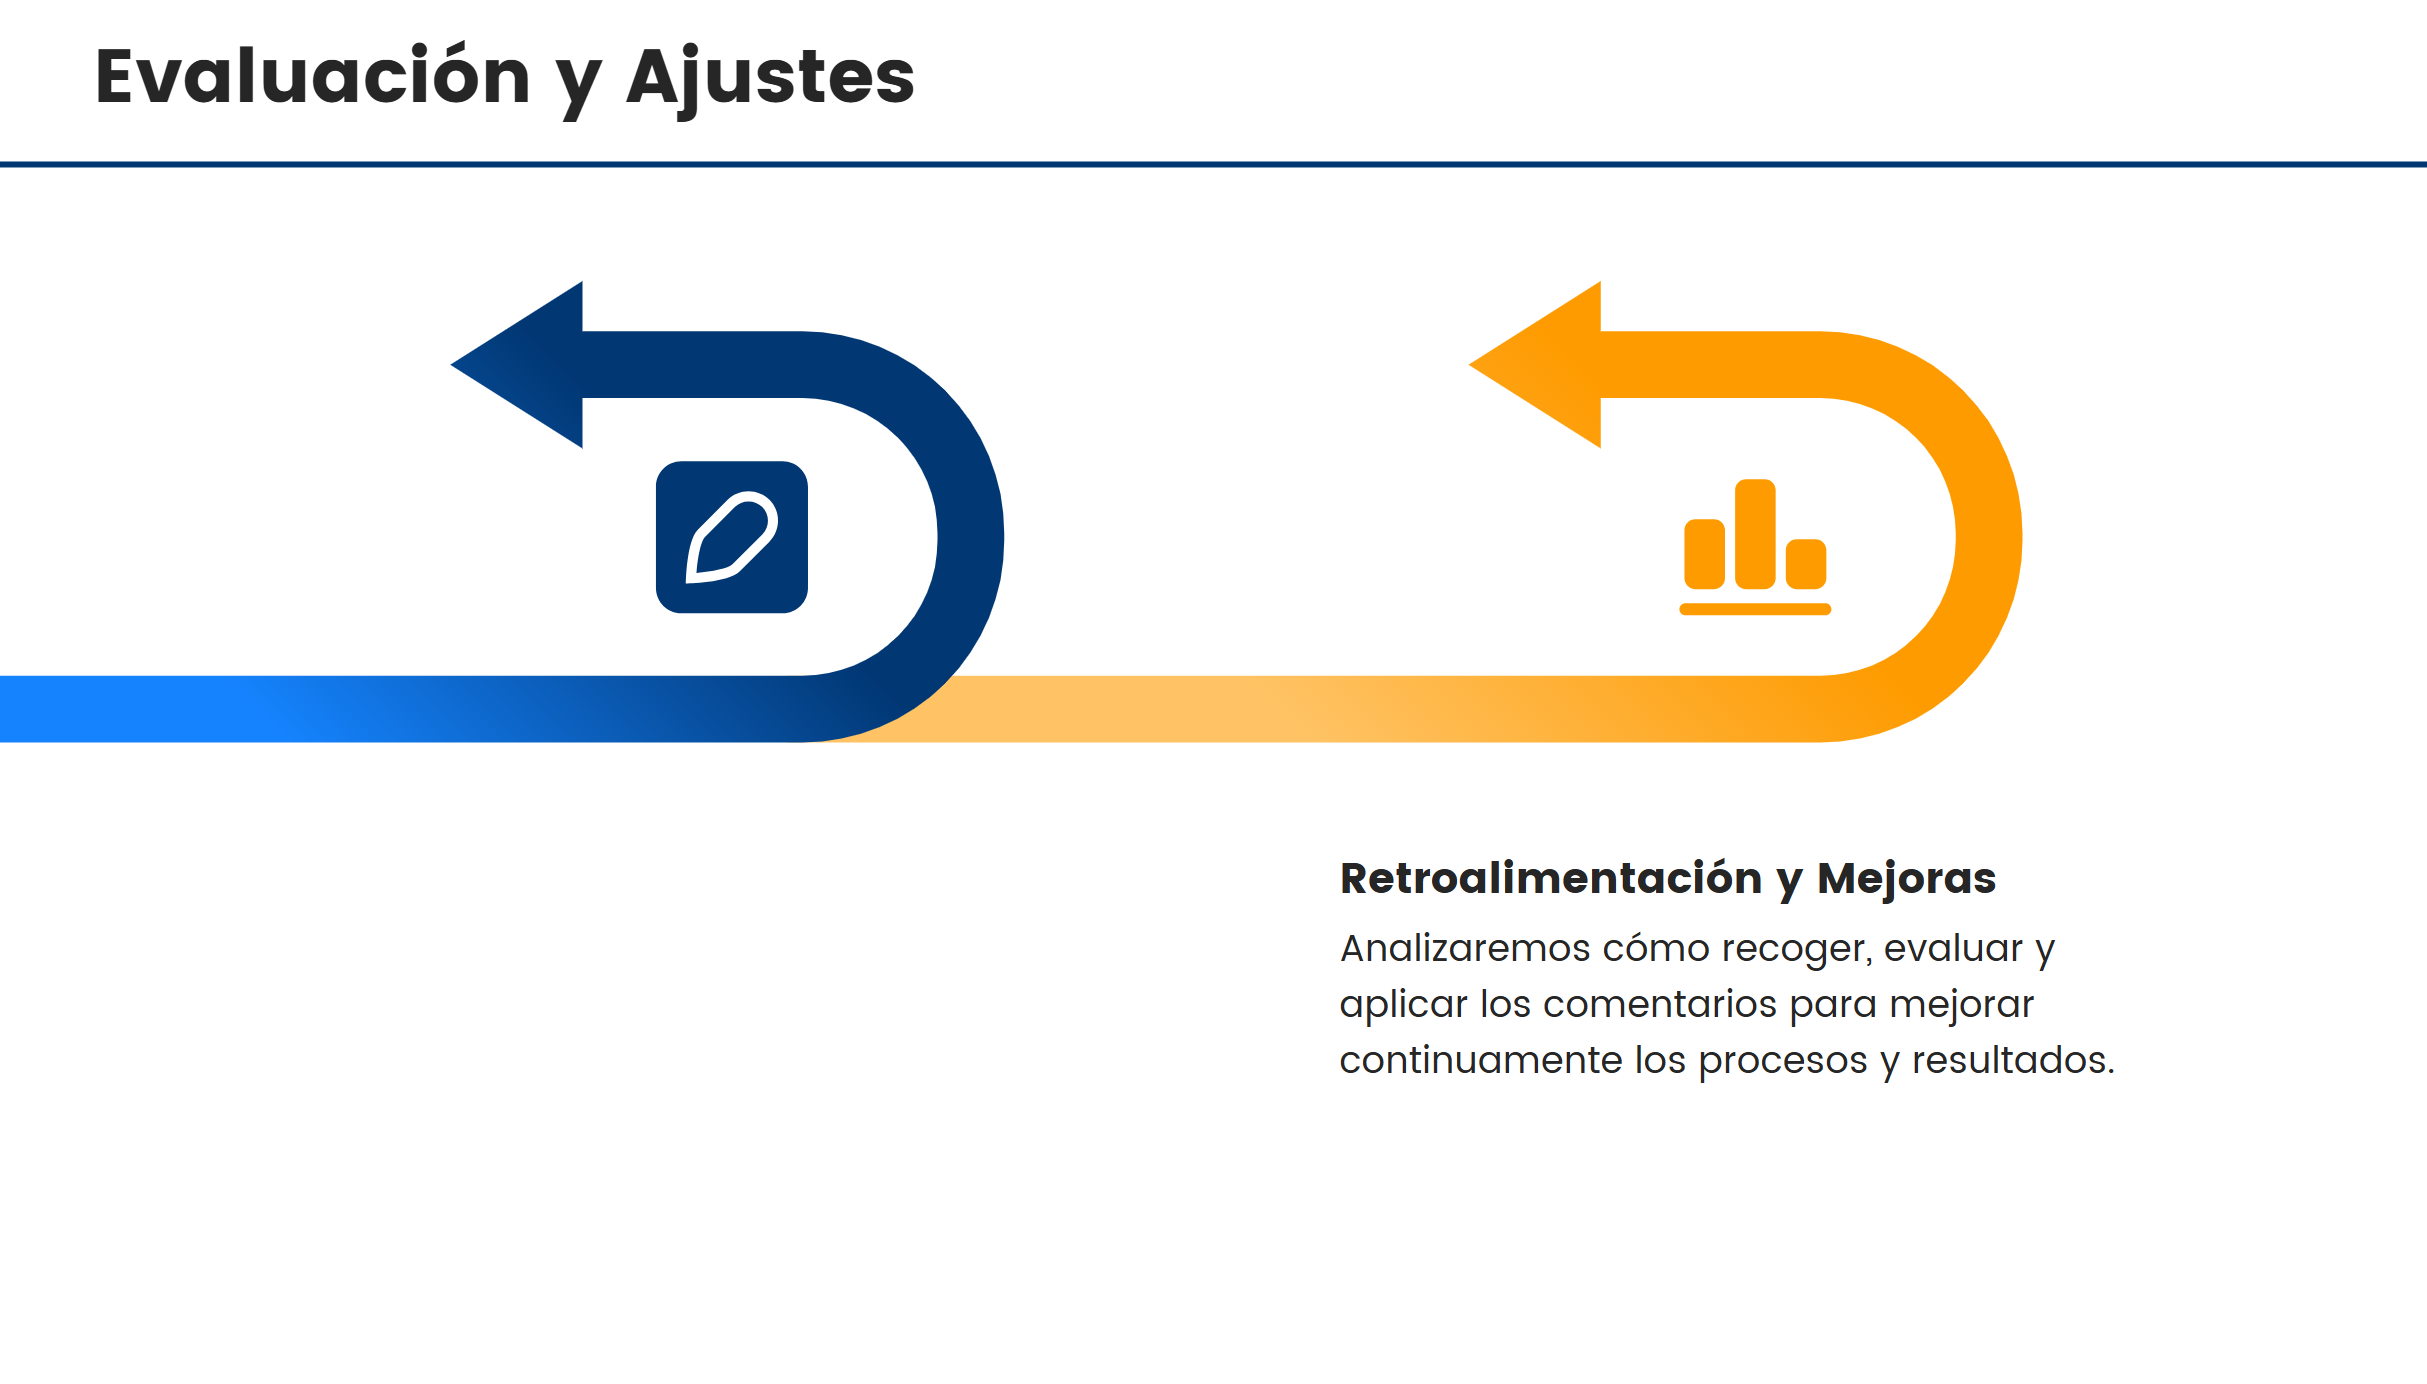 Evaluación y Ajustes
Retroalimentación y Mejoras
Analizaremos cómo recoger, evaluar y
aplicar los comentarios para mejorar
continuamente los procesos y resultados.